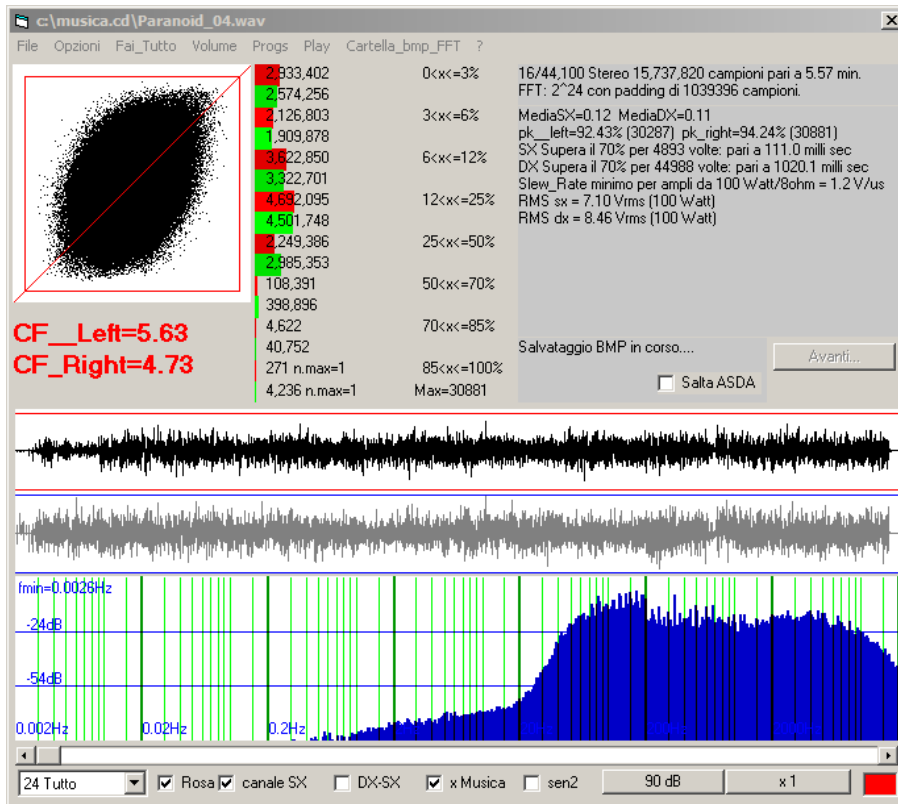 c:\musica.cd\Paranoid_04.wav
File Opzioni Fai_Tutto Volume Progs Play Cartella_bmp_FFT ?
2,933,402 0<x<=3%
2,574,256
2,126,803 3<x<=6%
1,909,878
3,622,850 6<x<=12%
3,322,701
4,692,095 12<x<=25%
4,501,748
2,249,386 25<x<=50%
2,985,353
108,391 50<x<=70%
398,896
4,622 70<x<=85%
40,752
271 n.max=1 85<x<=100%
4,236 n.max=1 Max=30881
CF__Left=5.63
CF_Right=4.73
16/44,100 Stereo 15,737,820 campioni pari a 5.57 min.
FFT: 2^24 con padding di 1039396 campioni.
MediaSX=0.12 MediaDX=0.11
pk__left=92.43% (30287) pk_right=94.24% (30881)
SX Supera il 70% per 4893 volte: pari a 111.0 milli sec
DX Supera il 70% per 44988 volte: pari a 1020.1 milli sec
Slew_Rate minimo per ampli da 100 Watt/8ohm = 1.2 V/us
RMS sx = 7.10 Vrms (100 Watt)
RMS dx = 8.46 Vrms (100 Watt)
Salvataggio BMP in corso....
Avanti...
Salta ASDA
fmin=0.0026Hz
-24dB
-54dB
0.002Hz 0.02Hz 0.2Hz
24 Tutto Rosa canale SX DX-SX x Musica sen2 90 dB x 1